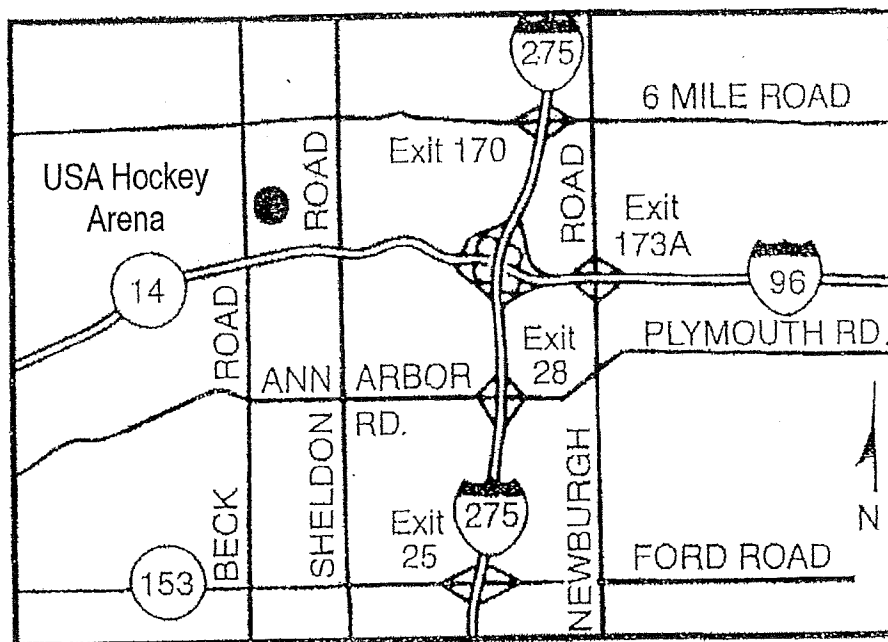 275
6 MILE ROAD
Exit 170
USA Hockey
Arena
ROAD
ROAD
Exit
173A
14
96
ROAD
PLYMOUTH RD.
Exit
28
ANN ARBOR
RD.
BECK
SHELDON
NEWBURGH
275
Exit
25
N
153
FORD ROAD